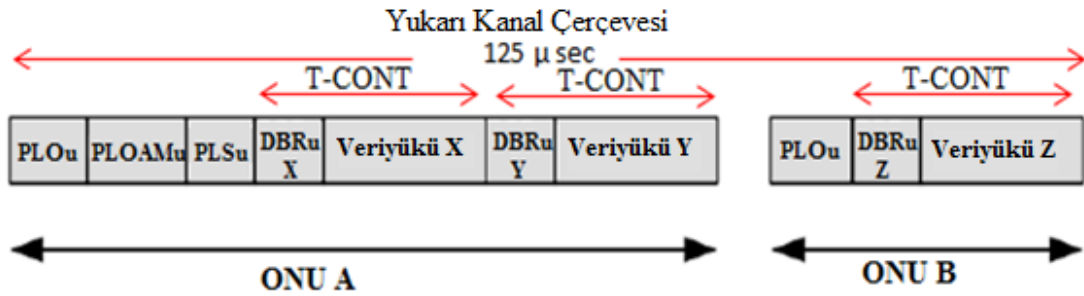 Yukarı Kanal Çerçevesi
125 µ sec
T-CONT T-CONT T-CONT
PLOu PLOAMu PLSu DBRu X Veriyükü X DBRu Y Veriyükü Y PLOu DBRu Z Veriyükü Z
ONU A ONU B